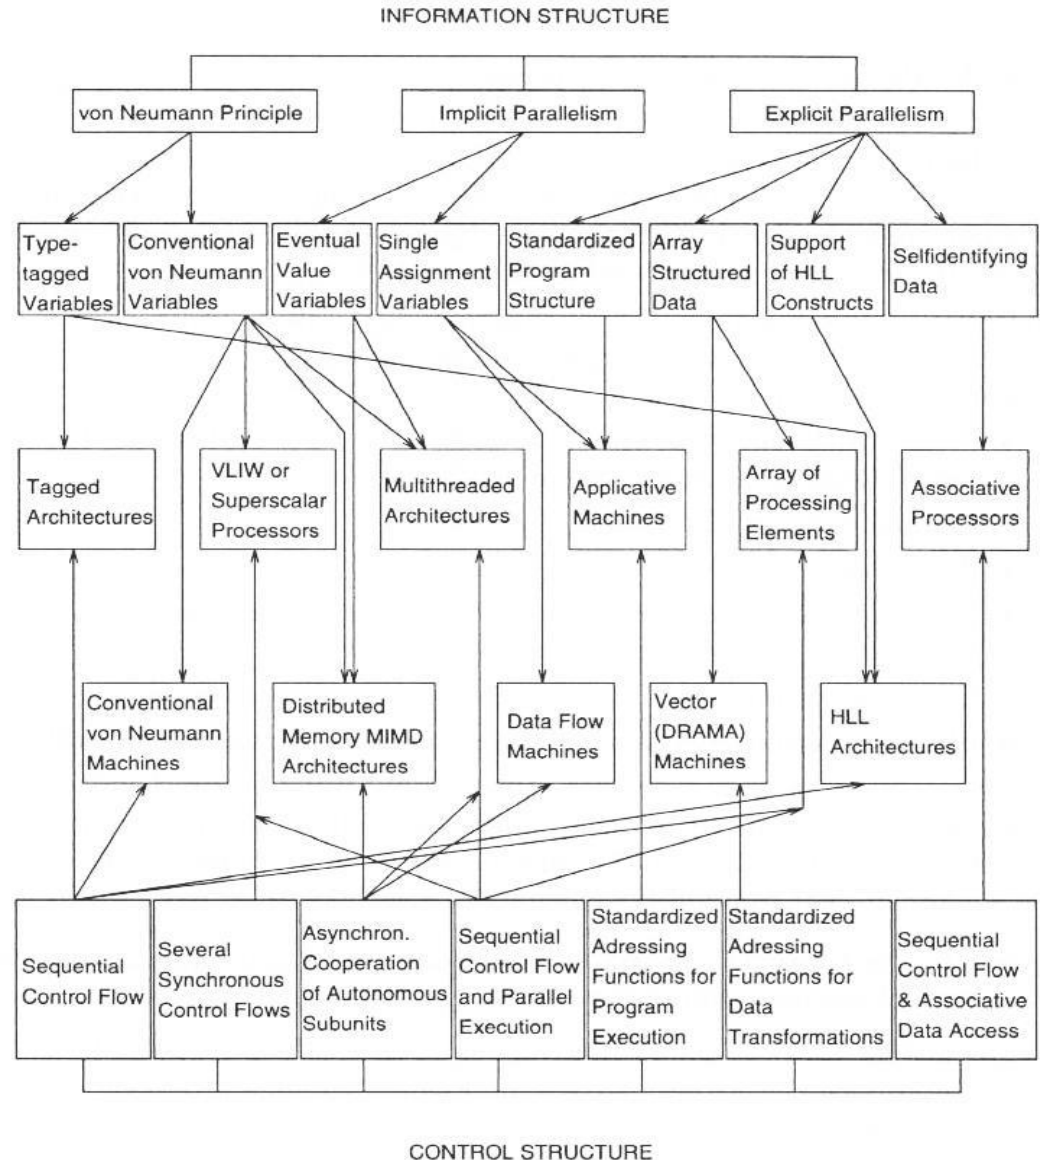 INFORMATION STRUCTURE
von Neumann Principle
Implicit Parallelism
Explicit Parallelism
Type-
tagged
Variables
Conventional
von Neumann
Variables
Eventual
Value
Variables
Single
Assignment
Variables
Standardized
Program
Structure
Array
Structured
Data
Support
of HLL
Constructs
Selfidentifying
Data
Tagged
Architectures
VLIW or
Superscalar
Processors
Multithreaded
Architectures
Applicative
Machines
Array of
Processing
Elements
Associative
Processors
Conventional
von Neumann
Machines
Distributed
Memory MIMD
Architectures
Data Flow
Machines
Vector
(DRAMA)
Machines
HLL
Architectures
Sequential
Control Flow
Several
Synchronous
Control Flows
Asynchron.
Cooperation
of Autonomous
Subunits
Sequential
Control Flow
and Parallel
Execution
Standardized
Adressing
Functions for
Program
Execution
Standardized
Adressing
Functions for
Data
Transformations
Sequential
Control Flow
& Associative
Data Access
CONTROL STRUCTURE